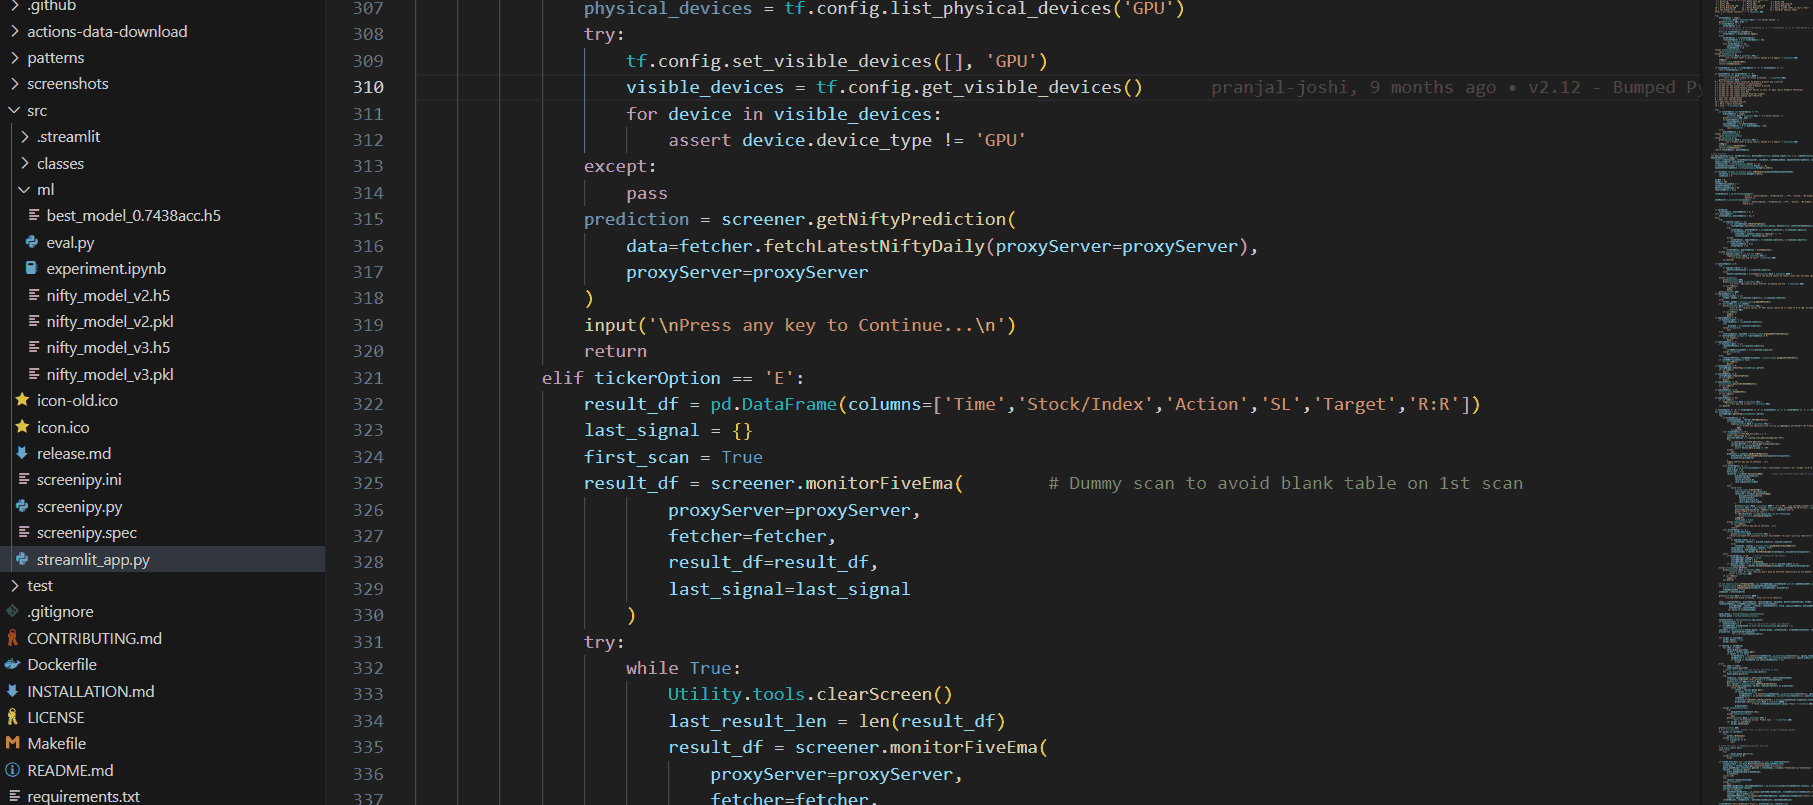 .github
actions-data-download
patterns
screenshots
src
.streamlit
classes
ml
best_model_0.7438acc.h5
eval.py
experiment.ipynb
nifty_model_v2.h5
nifty_model_v2.pkl
nifty_model_v3.h5
nifty_model_v3.pkl
icon-old.ico
icon.ico
release.md
screenipy.ini
screenipy.py
screenipy.spec
streamlit_app.py
test
.gitignore
CONTRIBUTING.md
Dockerfile
INSTALLATION.md
LICENSE
Makefile
README.md
requirements.txt
307 physical_devices = tf.config.list_physical_devices('GPU')
308 try:
309 tf.config.set_visible_devices([], 'GPU')
310 visible_devices = tf.config.get_visible_devices() pranjal-joshi, 9 months ago • v2.12 - Bumped Py
311 for device in visible_devices:
312 assert device.device_type != 'GPU'
313 except:
314 pass
315 prediction = screener.getNiftyPrediction(
316 data=fetcher.fetchLatestNiftyDaily(proxyServer=proxyServer),
317 proxyServer=proxyServer
318 )
319 input('\nPress any key to Continue...\n')
320 return
321 elif tickerOption == 'E':
322 result_df = pd.DataFrame(columns=['Time','Stock/Index','Action','SL','Target','R:R'])
323 last_signal = {}
324 first_scan = True
325 result_df = screener.monitorFiveEma( # Dummy scan to avoid blank table on 1st scan
326 proxyServer=proxyServer,
327 fetcher=fetcher,
328 result_df=result_df,
329 last_signal=last_signal
330 )
331 try:
332 while True:
333 Utility.tools.clearScreen()
334 last_result_len = len(result_df)
335 result_df = screener.monitorFiveEma(
336 proxyServer=proxyServer,
337 fetcher=fetcher,